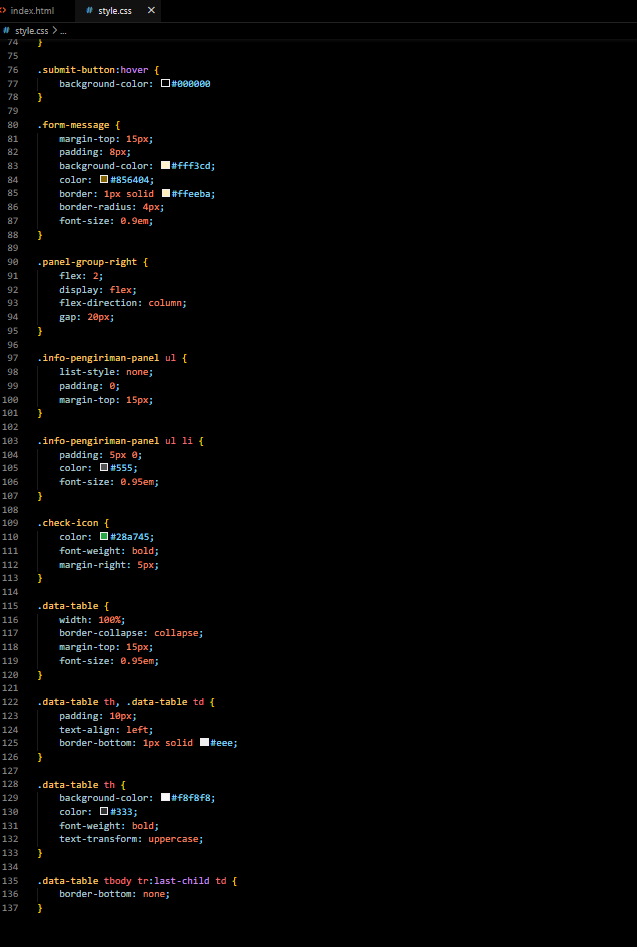 index.html # style.css ×
# style.css > ...
74 }
75
76 .submit-button:hover {
77 background-color: #000000
78 }
79
80 .form-message {
81 margin-top: 15px;
82 padding: 8px;
83 background-color: #fff3cd;
84 color: #856404;
85 border: 1px solid #ffeeba;
86 border-radius: 4px;
87 font-size: 0.9em;
88 }
89
90 .panel-group-right {
91 flex: 2;
92 display: flex;
93 flex-direction: column;
94 gap: 20px;
95 }
96
97 .info-pengiriman-panel ul {
98 list-style: none;
99 padding: 0;
100 margin-top: 15px;
101 }
102
103 .info-pengiriman-panel ul li {
104 padding: 5px 0;
105 color: #555;
106 font-size: 0.95em;
107 }
108
109 .check-icon {
110 color: #28a745;
111 font-weight: bold;
112 margin-right: 5px;
113 }
114
115 .data-table {
116 width: 100%;
117 border-collapse: collapse;
118 margin-top: 15px;
119 font-size: 0.95em;
120 }
121
122 .data-table th, .data-table td {
123 padding: 10px;
124 text-align: left;
125 border-bottom: 1px solid #eee;
126 }
127
128 .data-table th {
129 background-color: #f8f8f8;
130 color: #333;
131 font-weight: bold;
132 text-transform: uppercase;
133 }
134
135 .data-table tbody tr:last-child td {
136 border-bottom: none;
137 }